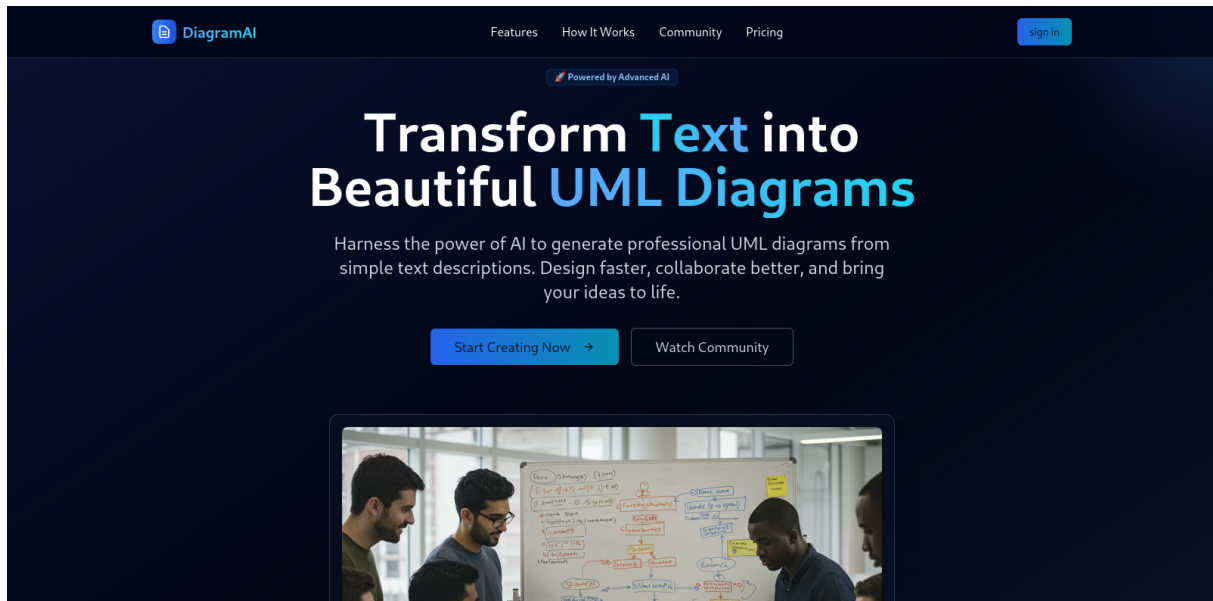 DiagramAI
Features
How It Works
Community
Pricing
sign in
🚀 Powered by Advanced AI
Transform Text into
Beautiful UML Diagrams
Harness the power of AI to generate professional UML diagrams from
simple text descriptions. Design faster, collaborate better, and bring
your ideas to life.
Start Creating Now →
Watch Community